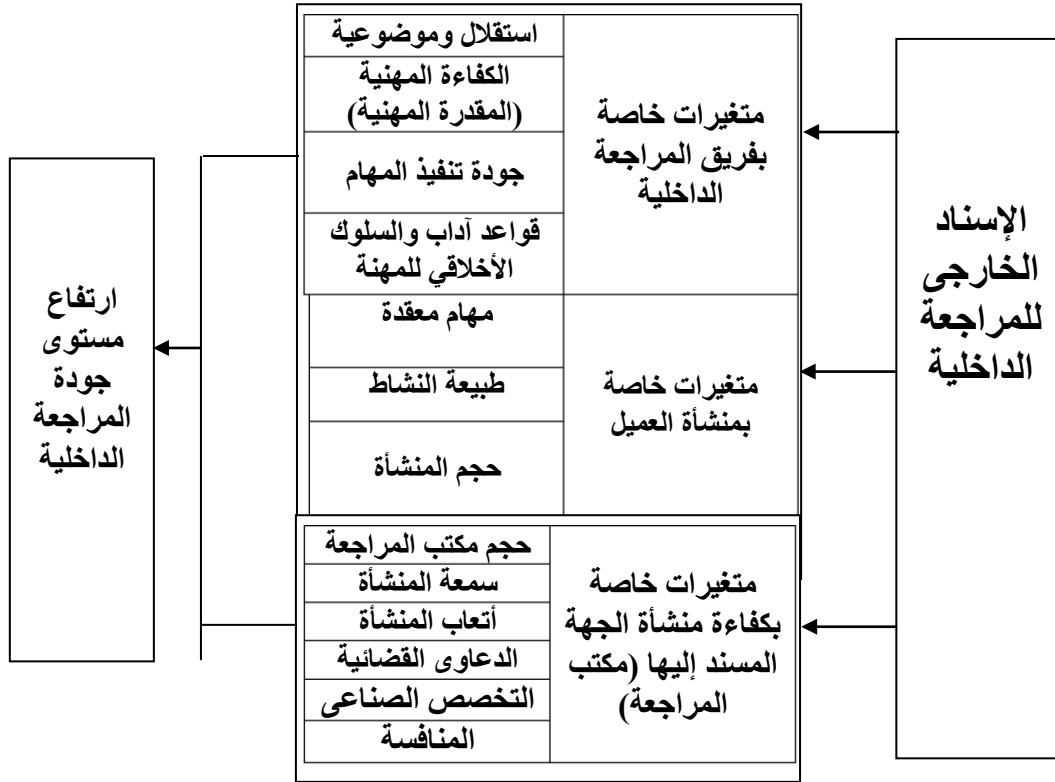 الإسناد
الخارجى
للمراجعة
الداخلية
متغيرات خاصة
بفريق المراجعة
الداخلية
استقلال وموضوعية
الكفاءة المهنية
(المقدرة المهنية)
جودة تنفيذ المهام
قواعد آداب والسلوك
الأخلاقي للمهنة
متغيرات خاصة
بمنشأة العميل
مهام معقدة
طبيعة النشاط
حجم المنشأة
متغيرات خاصة
بكفاءة منشأة الجهة
المسند إليها (مكتب
المراجعة)
حجم مكتب المراجعة
سمعة المنشأة
أتعاب المنشأة
الدعاوى القضائية
التخصص الصناعى
المنافسة
ارتفاع
مستوى
جودة
المراجعة
الداخلية